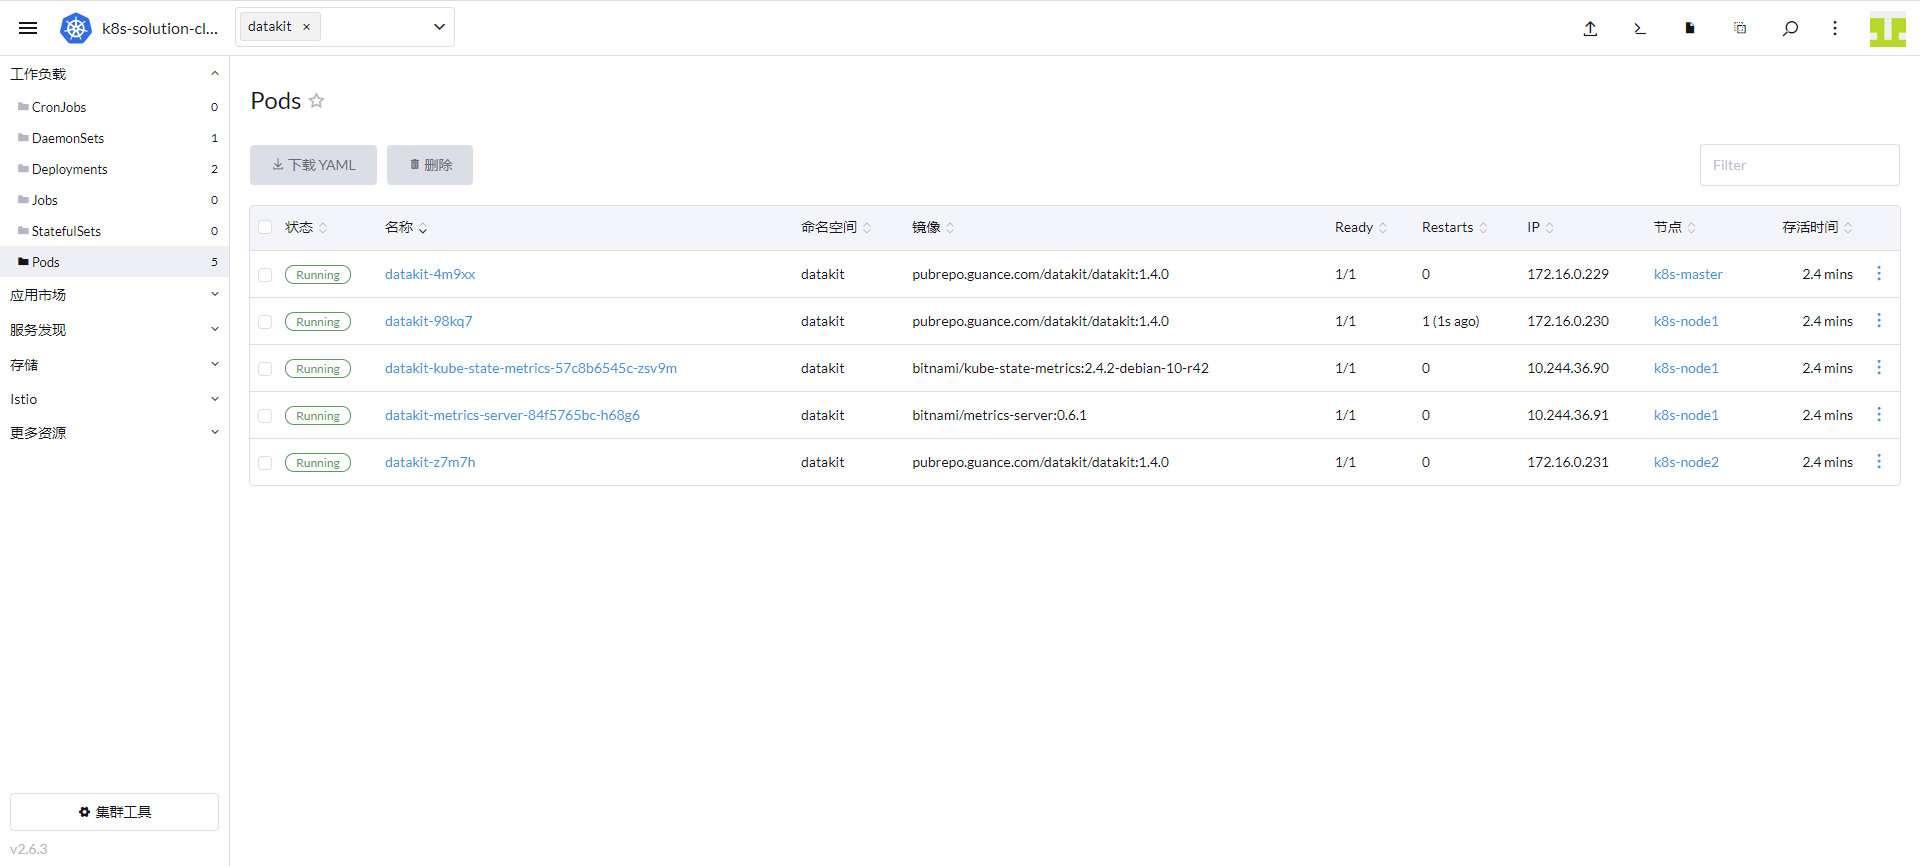 k8s-solution-cl... datakit ×
工作负载
CronJobs 0
DaemonSets 1
Deployments 2
Jobs 0
StatefulSets 0
Pods 5
应用市场
服务发现
存储
Istio
更多资源
集群工具
v2.6.3
Pods
下载 YAML 删除 Filter
状态 名称 命名空间 镜像 Ready Restarts IP 节点 存活时间
Running datakit-4m9xx datakit pubrepo.guance.com/datakit/datakit:1.4.0 1/1 0 172.16.0.229 k8s-master 2.4 mins
Running datakit-98kq7 datakit pubrepo.guance.com/datakit/datakit:1.4.0 1/1 1 (1s ago) 172.16.0.230 k8s-node1 2.4 mins
Running datakit-kube-state-metrics-57c8b6545c-zsv9m datakit bitnami/kube-state-metrics:2.4.2-debian-10-r42 1/1 0 10.244.36.90 k8s-node1 2.4 mins
Running datakit-metrics-server-84f5765bc-h68g6 datakit bitnami/metrics-server:0.6.1 1/1 0 10.244.36.91 k8s-node1 2.4 mins
Running datakit-z7m7h datakit pubrepo.guance.com/datakit/datakit:1.4.0 1/1 0 172.16.0.231 k8s-node2 2.4 mins